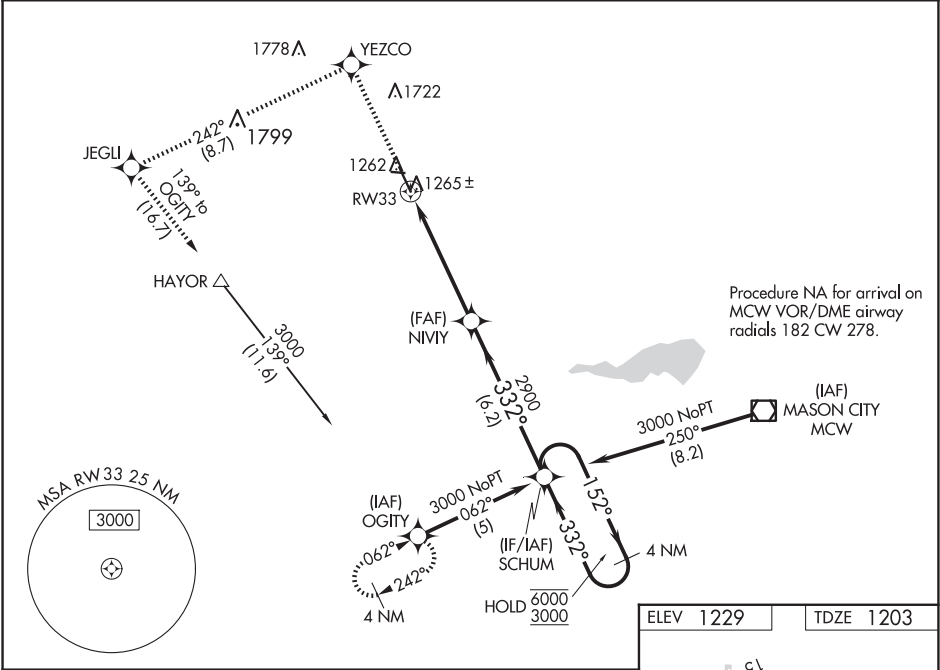 1778
YEZCO
1722
242°
(8.7)
1799
JEGLI
139° to
OGITY
(16.7)
1262
1265 ±
RW33
HAYOR
3000
139°
(11.6)
(FAF)
NIVIY
Procedure NA for arrival on
MCW VOR/DME airway
radials 182 CW 278.
2900
332°
(6.2)
(IAF)
MASON CITY
MCW
3000 NoPT
250°
(8.2)
MSA RW33 25 NM
3000
(IAF)
OGITY
3000 NoPT
062°
(5)
(IF/IAF)
SCHUM
152°
332°
4 NM
062°
242°
4 NM
HOLD 6000
3000
ELEV 1229
TDZE 1203
15